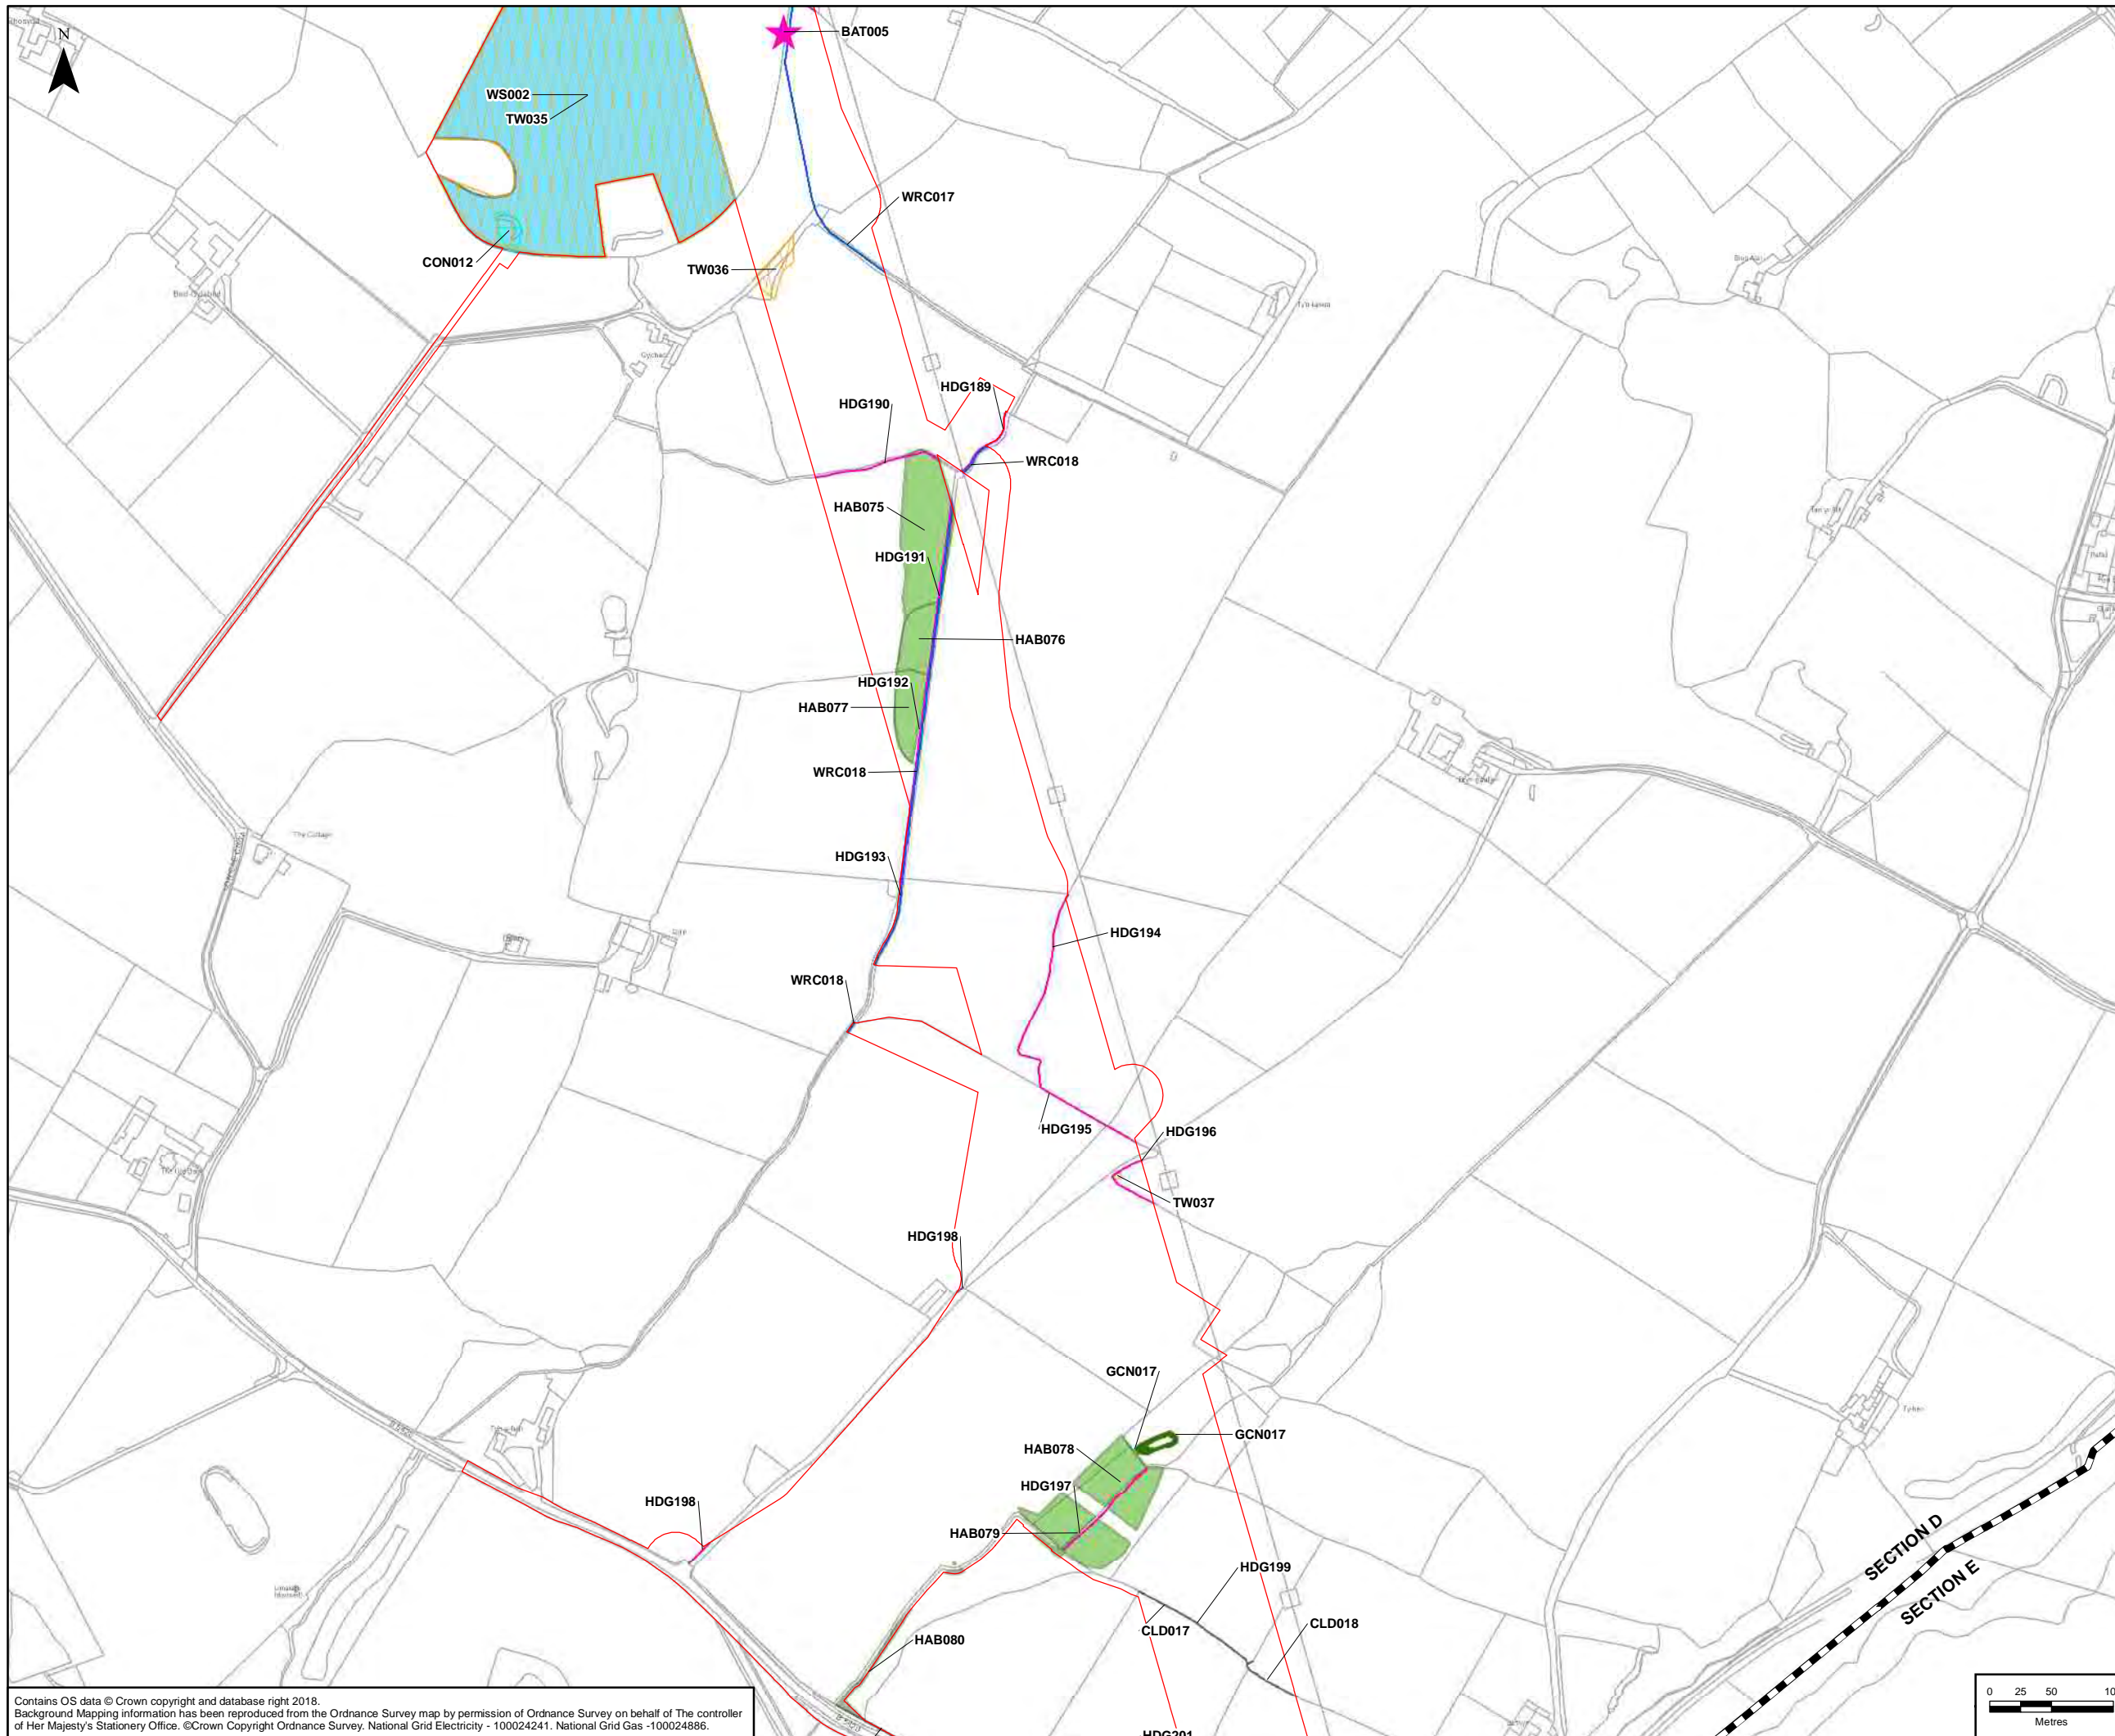 N
BAT005
WS002
TW035
WRC017
CON012
TW036
HDG189
HDG190
WRC018
HAB075
HDG191
HAB076
HDG192
HAB077
WRC018
The Cottage
HDG193
HDG194
WRC018
HDG195
HDG196
TW037
HDG198
GCN017
GCN017
HAB078
HDG197
HDG198
HAB079
HDG199
CLD017
CLD018
HAB080
SECTION D
SECTION E
HDG201
0 25 50
Metres
Contains OS data © Crown copyright and database right 2018.
Background Mapping information has been reproduced from the Ordnance Survey map by permission of Ordnance Survey on behalf of The controller
of Her Majesty's Stationery Office. ©Crown Copyright Ordnance Survey. National Grid Electricity - 100024241. National Grid Gas -100024886.